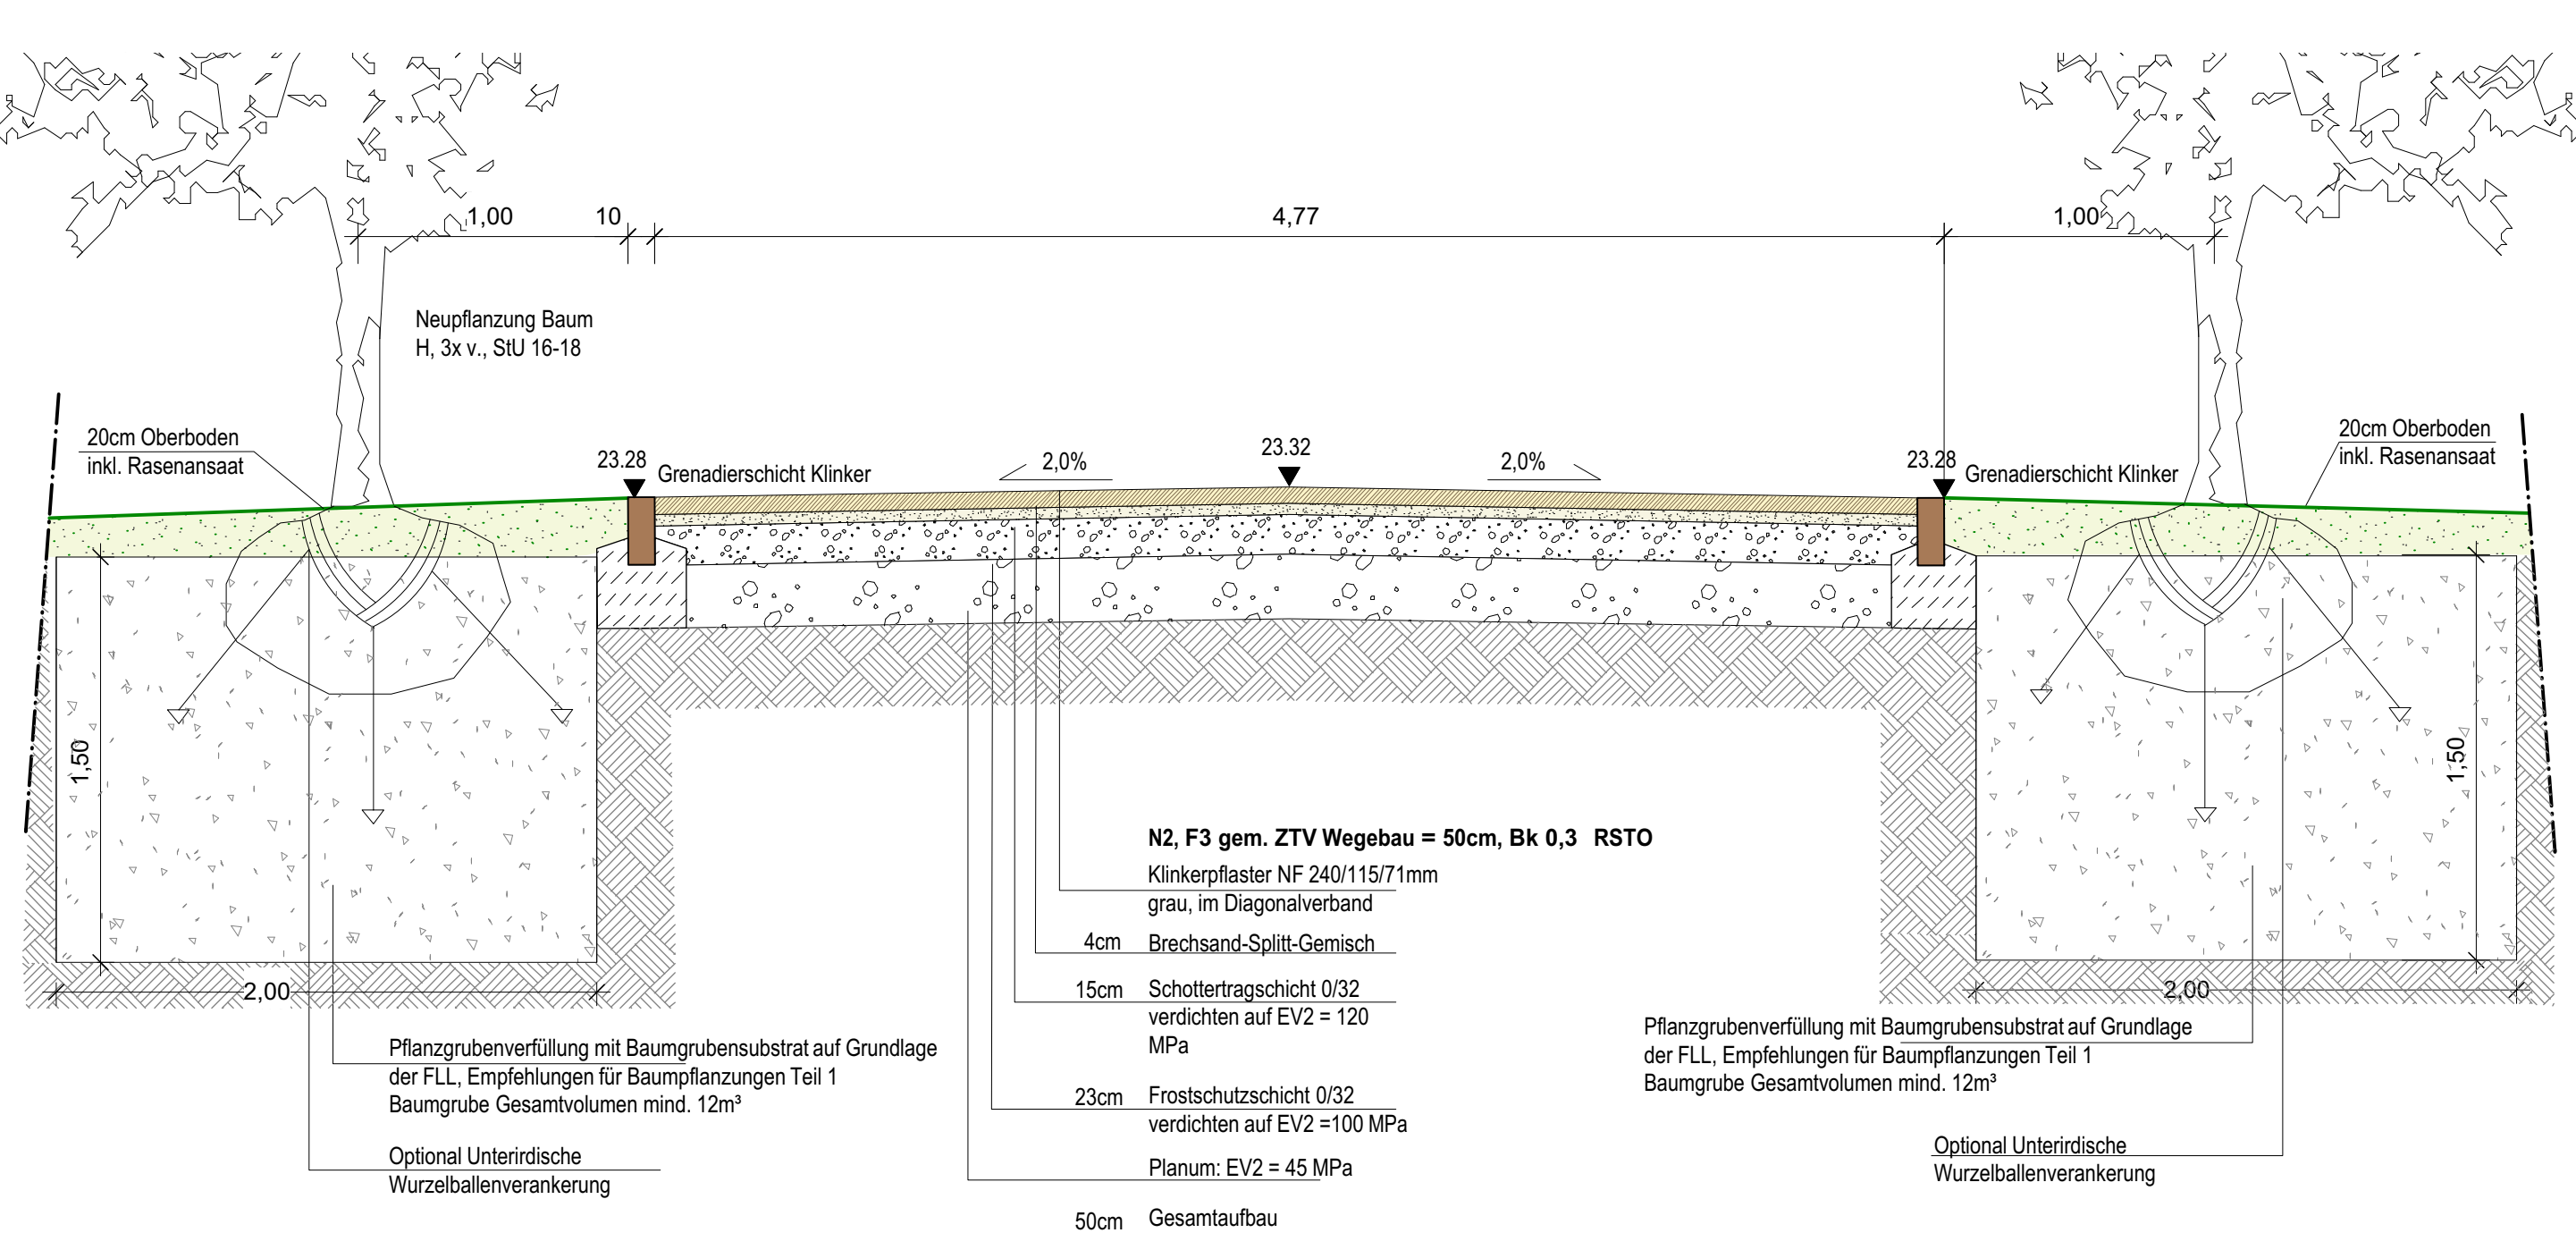 1,00
10
4,77
1,00
Neupflanzung Baum
H, 3x v., StU 16-18
20cm Oberboden
inkl. Rasenansaat
23.28
Grenadierschicht Klinker
2,0%
23.32
2,0%
23.28
Grenadierschicht Klinker
20cm Oberboden
inkl. Rasenansaat
1,50
1,50
2,00
2,00
N2, F3 gem. ZTV Wegebau = 50cm, Bk 0,3 RSTO
Klinkerpflaster NF 240/115/71mm
grau, im Diagonalverband
4cm Brechsand-Splitt-Gemisch
15cm Schottertragschicht 0/32
verdichten auf EV2 = 120
MPa
23cm Frostschutzschicht 0/32
verdichten auf EV2 =100 MPa
Planum: EV2 = 45 MPa
50cm Gesamtaufbau
Pflanzgrubenverfüllung mit Baumgrubensubstrat auf Grundlage
der FLL, Empfehlungen für Baumpflanzungen Teil 1
Baumgrube Gesamtvolumen mind. 12m³
Optional Unterirdische
Wurzelballenverankerung
Pflanzgrubenverfüllung mit Baumgrubensubstrat auf Grundlage
der FLL, Empfehlungen für Baumpflanzungen Teil 1
Baumgrube Gesamtvolumen mind. 12m³
Optional Unterirdische
Wurzelballenverankerung